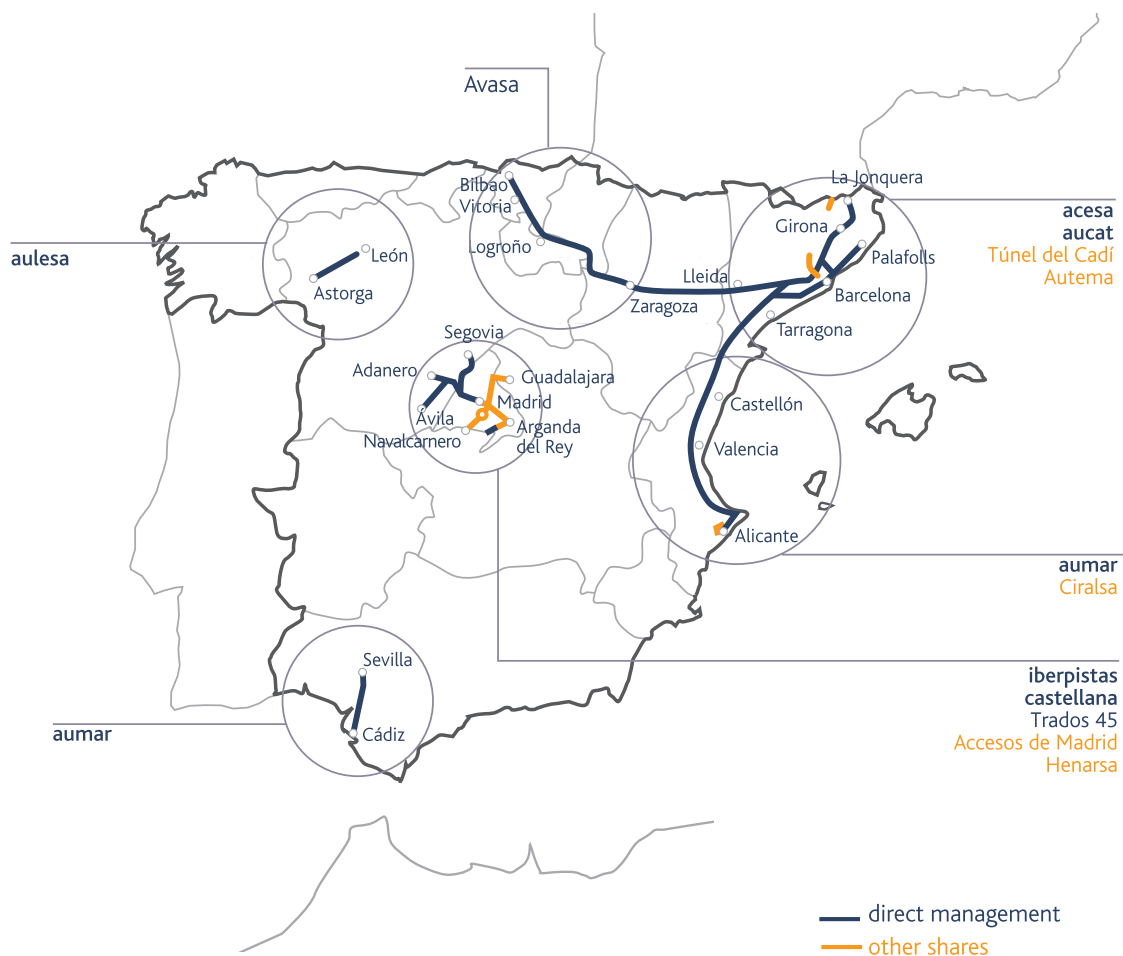 Avasa
La Jonquera
Bilbao
Vitoria
acesa
aucat
Túnel del Cadí
Autema
Girona
Logroño
aulesa
León
Palafolls
Astorga
Lleida
Barcelona
Zaragoza
Tarragona
Segovia
Adanero
Guadalajara
Madrid
Castellón
Ávila
Navalcarnero
Arganda
del Rey
Valencia
Alicante
aumar
Ciralsa
Sevilla
iberpistas
castellana
Trados 45
Accesos de Madrid
Henarsa
aumar
Cádiz
direct management
other shares